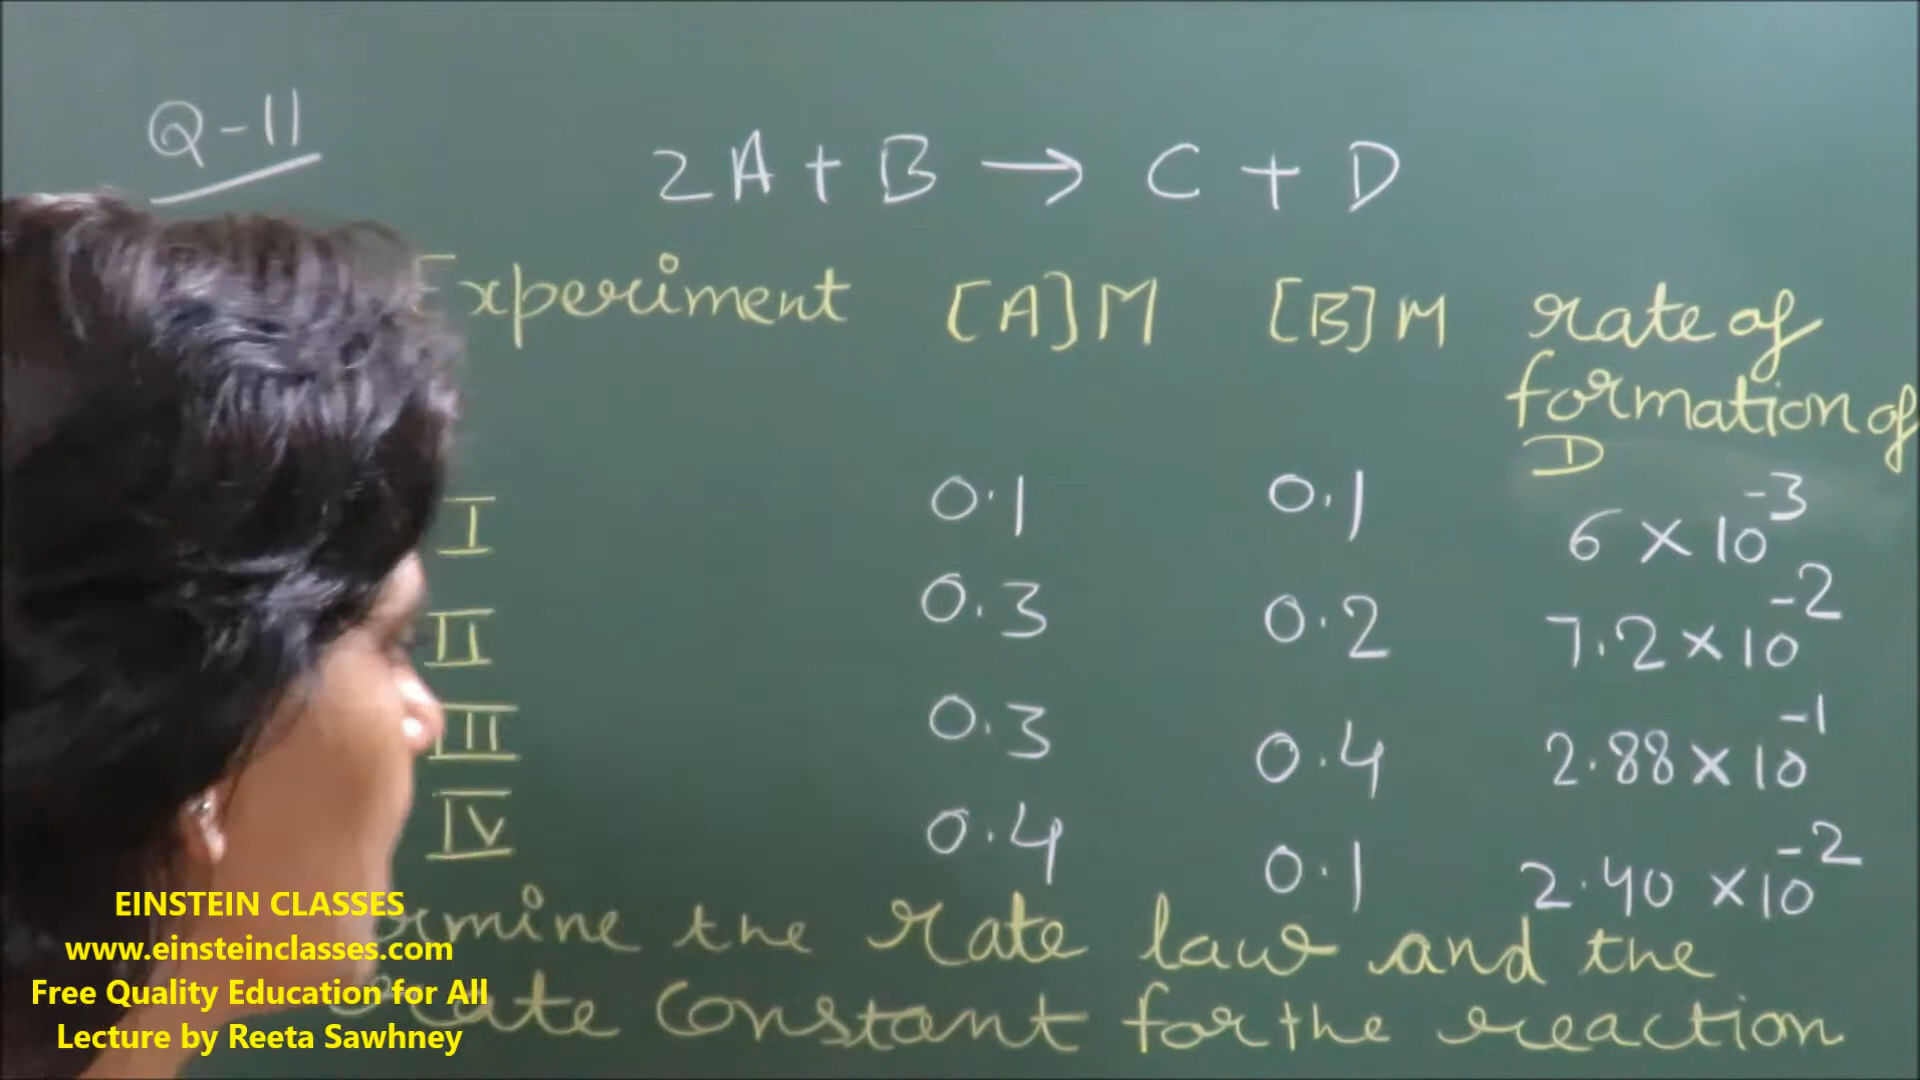 Q-11
2A + B → C + D
Experiment [A] M [B] M rate of
formation of
D
I 0.1 0.1 6 × 10⁻³
II 0.3 0.2 7.2 × 10⁻²
III 0.3 0.4 2.88 × 10⁻¹
IV 0.4 0.1 2.40 × 10⁻²
the rate law and the
rate constant for the reaction
EINSTEIN CLASSES
www.einsteinclasses.com
Free Quality Education for All
Lecture by Reeta Sawhney